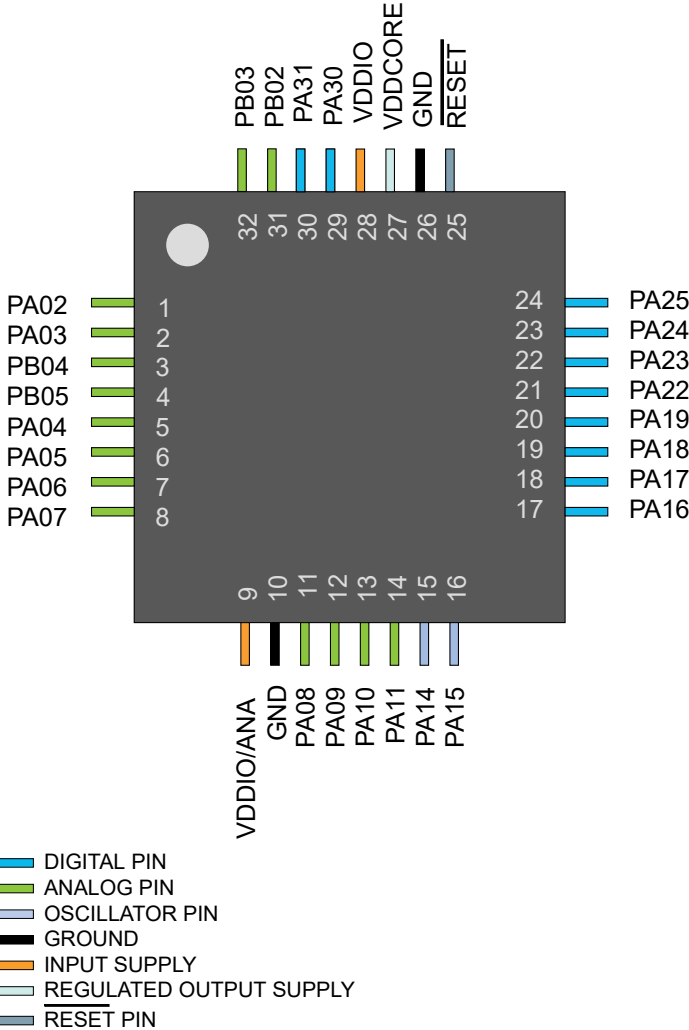 PB03
PB02
PA31
PA30
VDDIO
VDDCORE
GND
RESET
32
31
30
29
28
27
26
25
PA02 1
PA03 2
PB04 3
PB05 4
PA04 5
PA05 6
PA06 7
PA07 8
24 PA25
23 PA24
22 PA23
21 PA22
20 PA19
19 PA18
18 PA17
17 PA16
9
10
11
12
13
14
15
16
VDDIO/ANA
GND
PA08
PA09
PA10
PA11
PA14
PA15
DIGITAL PIN
ANALOG PIN
OSCILLATOR PIN
GROUND
INPUT SUPPLY
REGULATED OUTPUT SUPPLY
RESET PIN